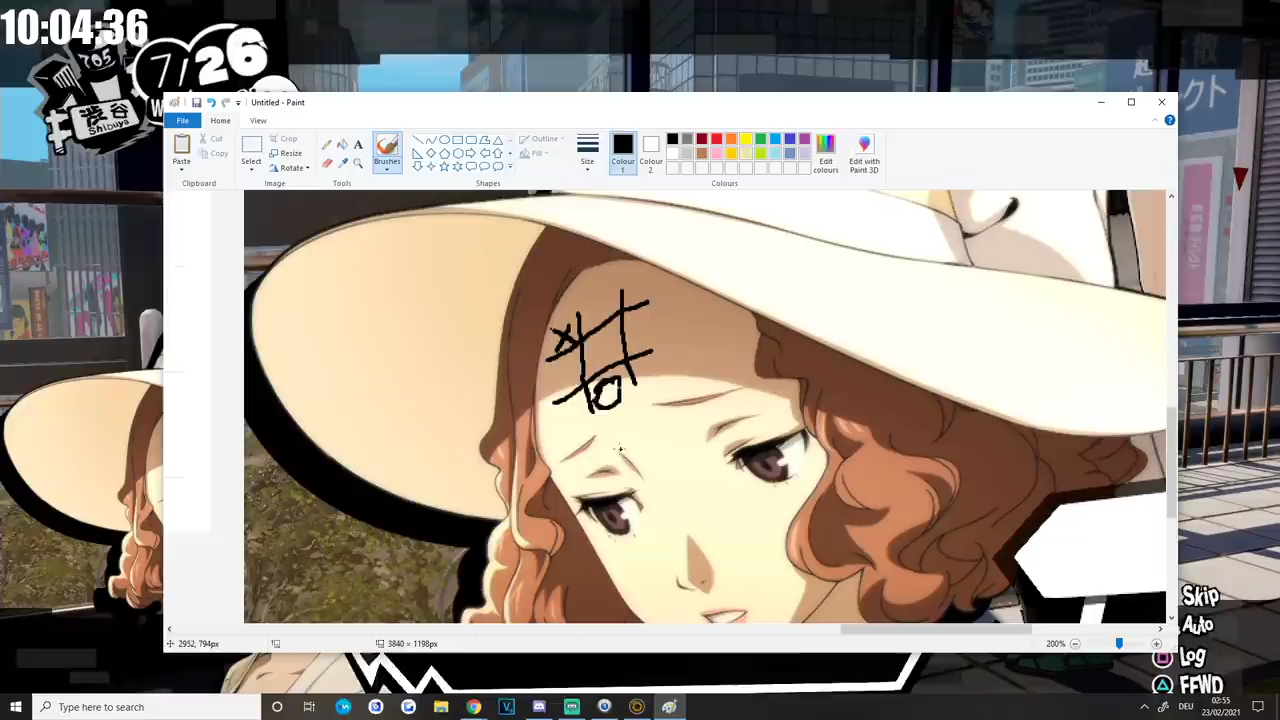 10:04:36
705
渋谷
Shibuya
7/26
Untitled - Paint
File
Home
View
Paste
Cut
Copy
Clipboard
Select
Crop
Resize
Rotate
Image
Tools
Brushes
Shapes
Outline
Fill
Size
Colour 1
Colour 2
Colours
Edit colours
Edit with Paint 3D
X
O
2952, 794px
3840 × 1198px
200%
Skip
Auto
Log
FFWD
Type here to search
DEU
02:55
23/02/2021